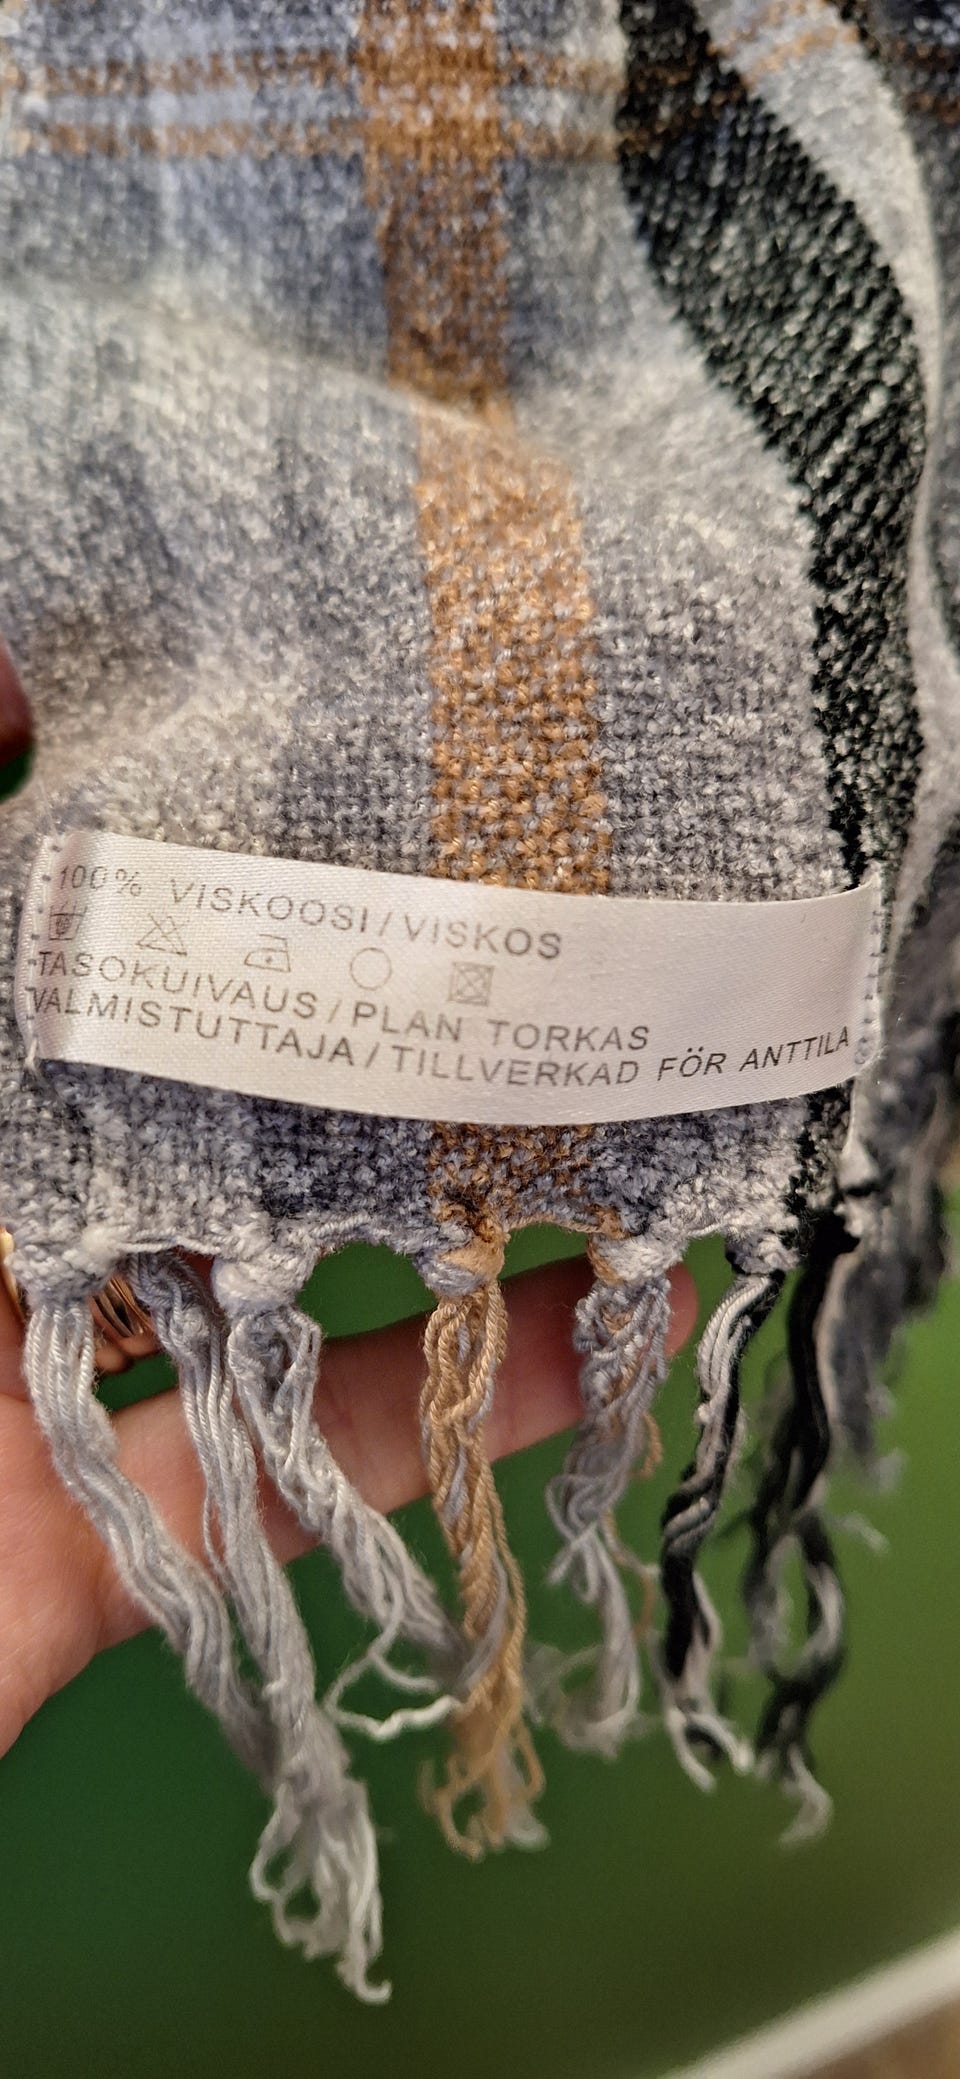 100% VISKOOSI/VISKOS
TASOKUIVAUS/PLAN TORKAS
VALMISTUTTAJA/TILLVERKAD FÖR ANTTILA